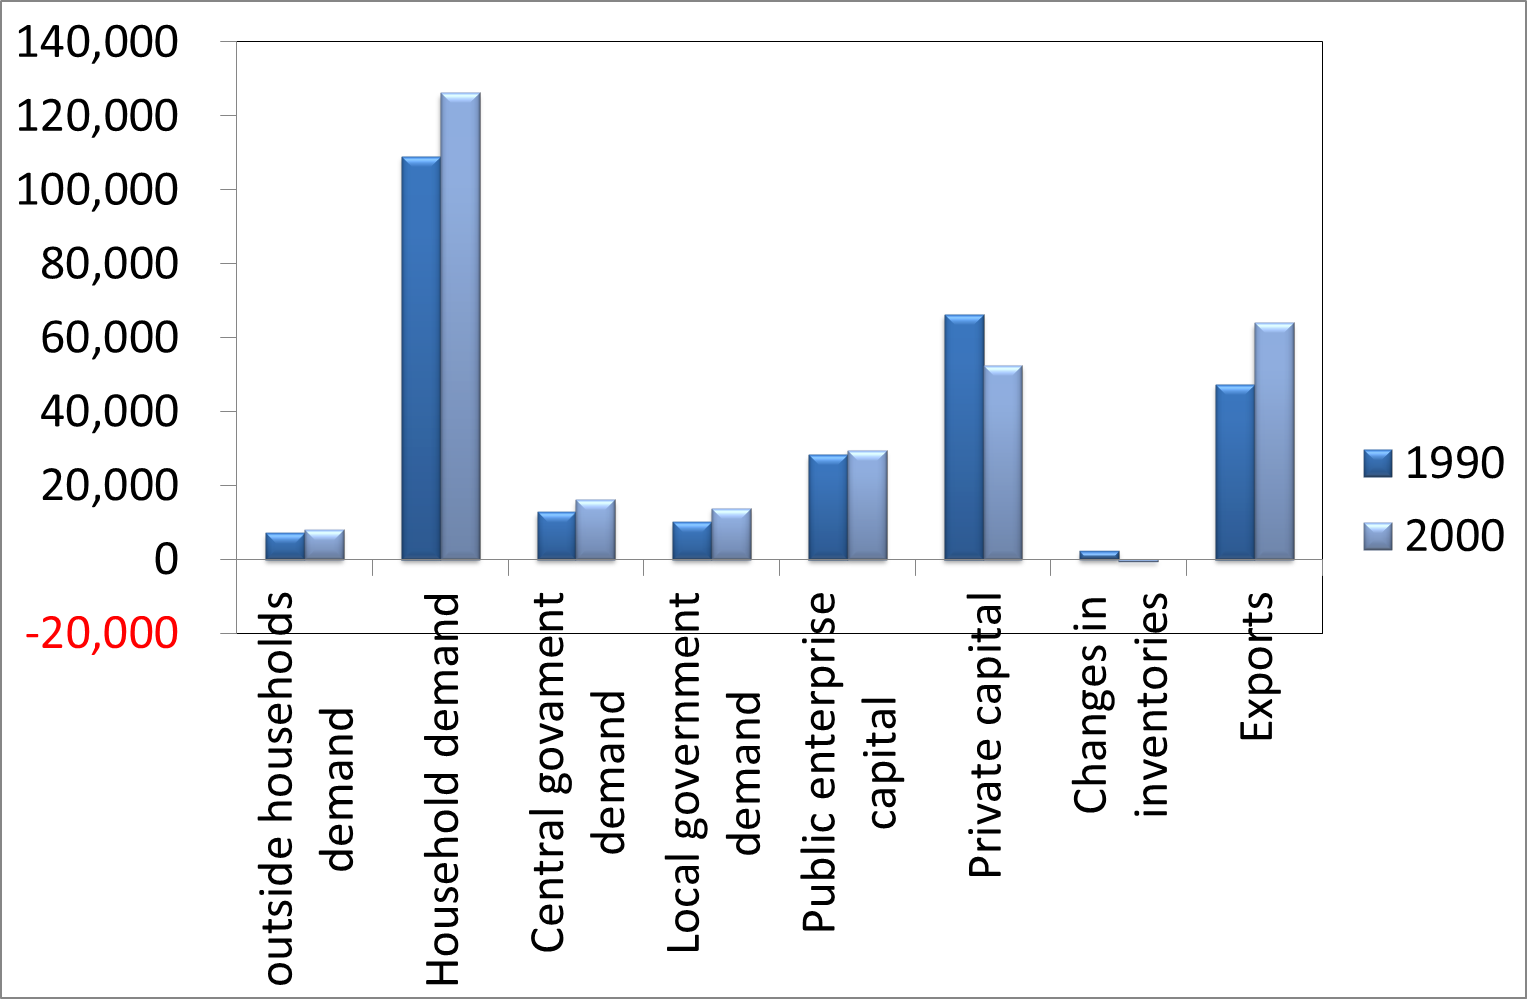 140,000
120,000
100,000
80,000
60,000
40,000
20,000
0
-20,000
outside households
demand
Household demand
Central govament
demand
Local government
demand
Public enterprise
capital
Private capital
Changes in
inventories
Exports
1990
2000